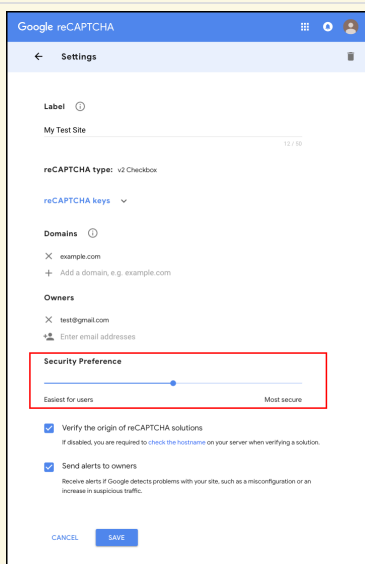 Google reCAPTCHA
Settings
Label
My Test Site
12 / 50
reCAPTCHA type: v2 Checkbox
reCAPTCHA keys
Domains
example.com
Add a domain, e.g. example.com
Owners
test@gmail.com
Enter email addresses
Security Preference
Easiest for users Most secure
Verify the origin of reCAPTCHA solutions
If disabled, you are required to check the hostname on your server when verifying a solution.
Send alerts to owners
Receive alerts if Google detects problems with your site, such as a misconfiguration or an
increase in suspicious traffic.
CANCEL SAVE